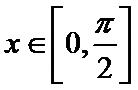 x ∈ [0, π/2]